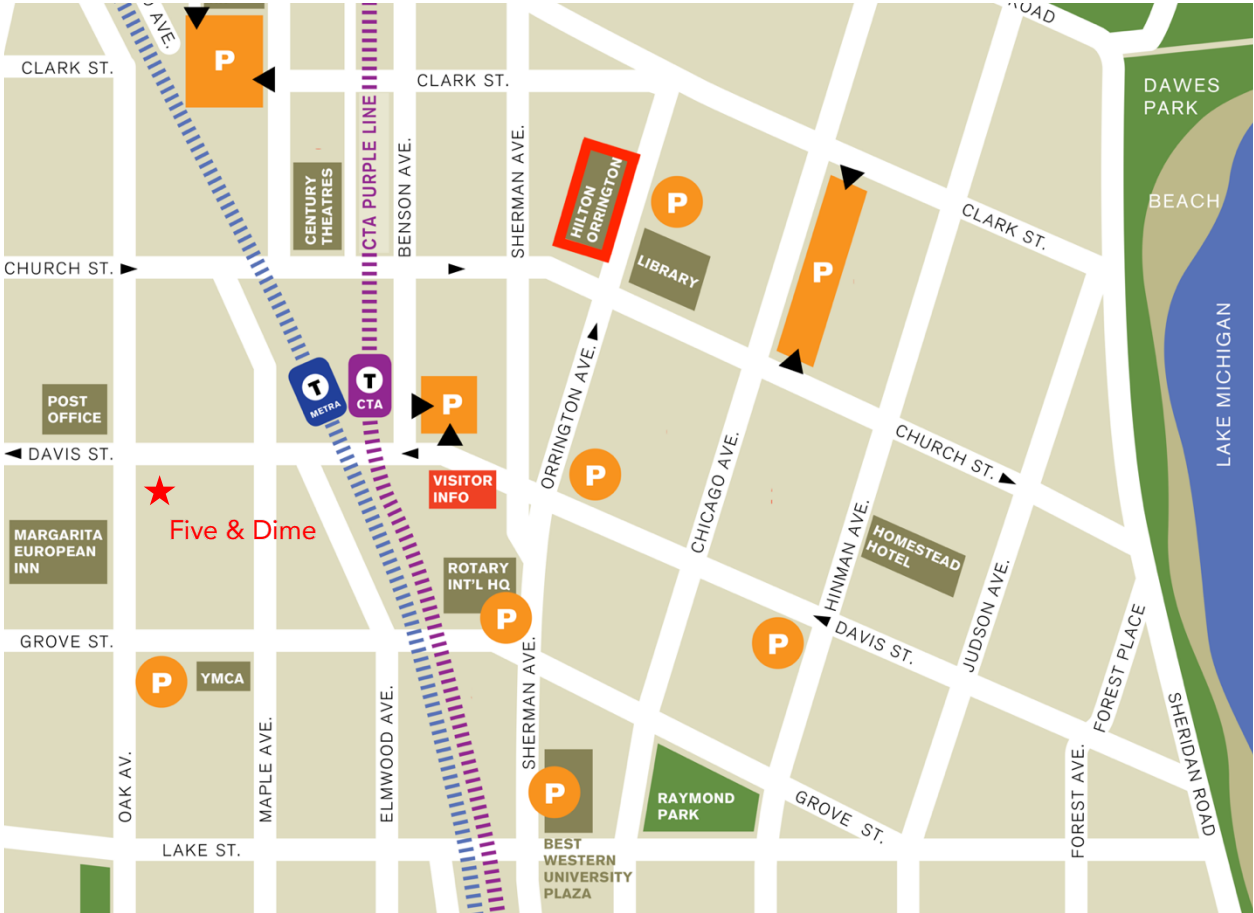 AVE.
ROAD
P
CLARK ST.
CLARK ST.
DAWES
PARK
CTA PURPLE LINE
CENTURY
THEATRES
BENSON AVE.
SHERMAN AVE.
HILTON
ORRINGTON
P
BEACH
CLARK ST.
CHURCH ST.
LIBRARY
P
LAKE MICHIGAN
T
METRA
T
CTA
P
POST
OFFICE
ORRINGTON AVE.
CHURCH ST.
DAVIS ST.
VISITOR
INFO
P
CHICAGO AVE.
Five & Dime
MARGARITA
EUROPEAN
INN
HINMAN AVE.
HOMESTEAD
HOTEL
JUDSON AVE.
ROTARY
INT'L HQ
P
GROVE ST.
P
DAVIS ST.
FOREST PLACE
P
YMCA
SHERMAN AVE.
SHERIDAN ROAD
OAK AV.
MAPLE AVE.
ELMWOOD AVE.
P
RAYMOND
PARK
GROVE ST.
FOREST AVE.
LAKE ST.
BEST
WESTERN
UNIVERSITY
PLAZA